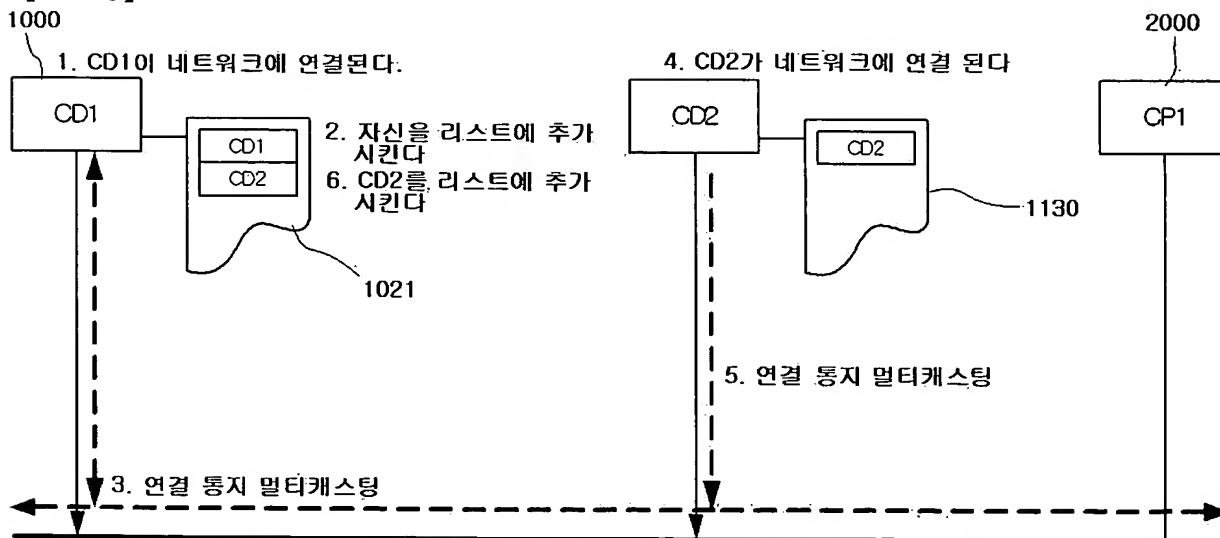 1000
2000
1. CD1이 네트워크에 연결된다.
4. CD2가 네트워크에 연결 된다
CD1
CD2
CP1
CD1
CD2
2. 자신을 리스트에 추가
시킨다
6. CD2를 리스트에 추가
시킨다
CD2
1130
1021
5. 연결 통지 멀티캐스팅
3. 연결 통지 멀티캐스팅